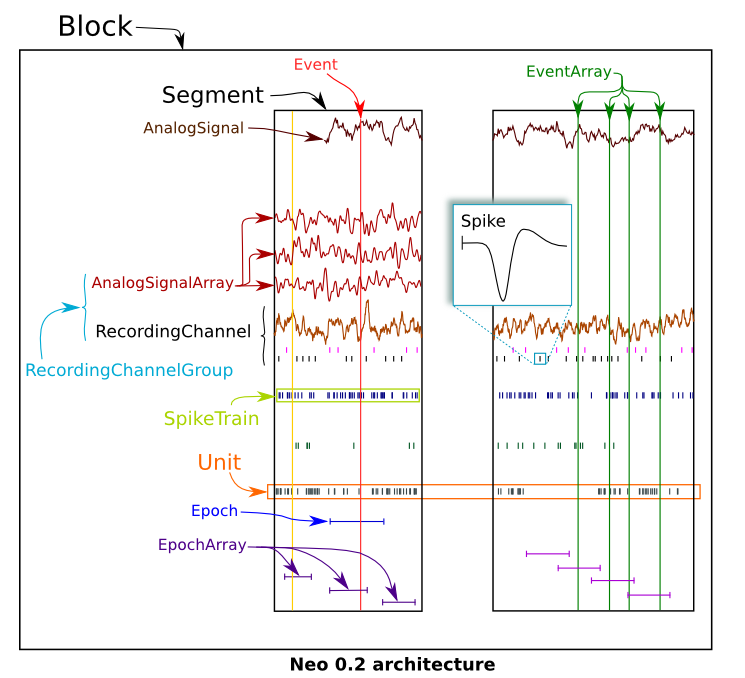 Block
Event
EventArray
Segment
AnalogSignal
Spike
AnalogSignalArray
RecordingChannel
RecordingChannelGroup
SpikeTrain
Unit
Epoch
EpochArray
Neo 0.2 architecture